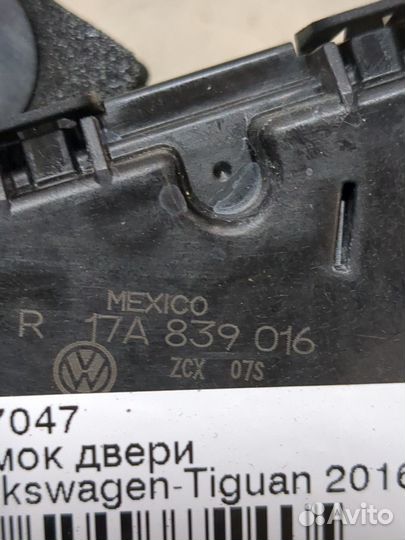 MEXICO
R 17A 839 016
ZCX 07S
7047
мок двери
kswagen-Tiguan 2016
Avito